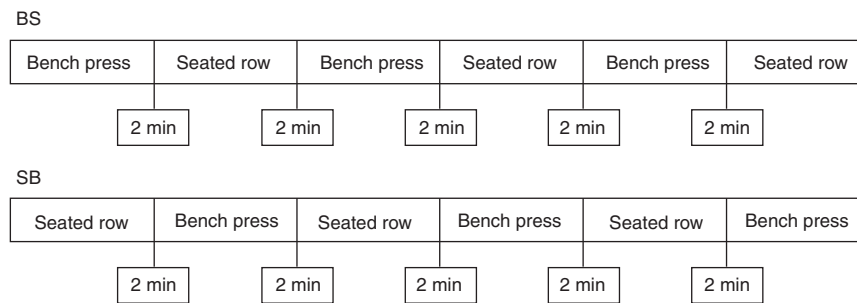 BS
Bench press Seated row Bench press Seated row Bench press Seated row
2 min 2 min 2 min 2 min 2 min
SB
Seated row Bench press Seated row Bench press Seated row Bench press
2 min 2 min 2 min 2 min 2 min